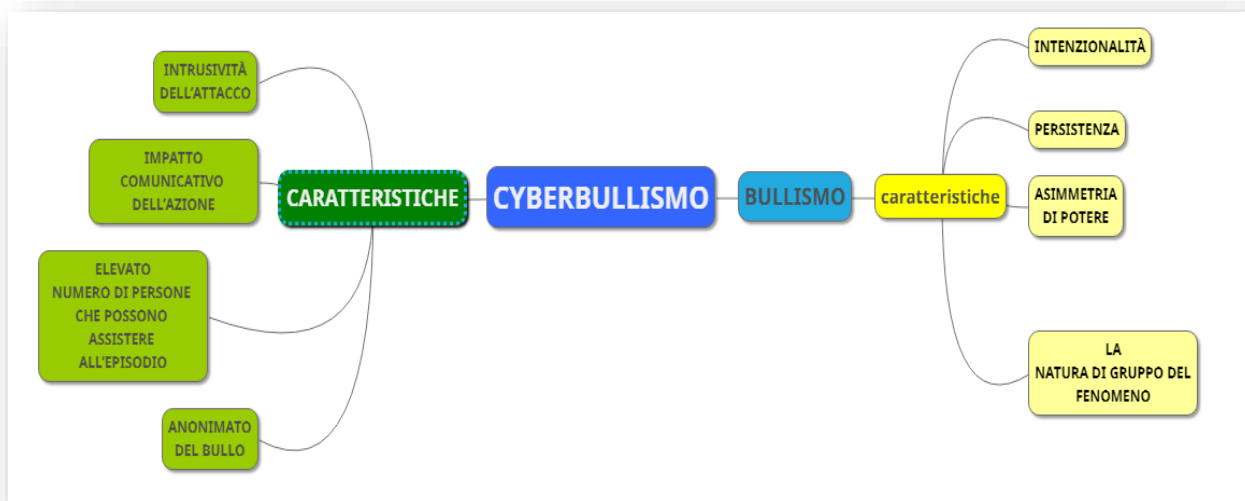 INTRUSIVITÀ
DELL'ATTACCO
IMPATTO
COMUNICATIVO
DELL'AZIONE
ELEVATO
NUMERO DI PERSONE
CHE POSSONO
ASSISTERE
ALL'EPISODIO
ANONIMATO
DEL BULLO
CARATTERISTICHE
CYBERBULLISMO
BULLISMO
caratteristiche
INTENZIONALITÀ
PERSISTENZA
ASIMMETRIA
DI POTERE
LA
NATURA DI GRUPPO DEL
FENOMENO